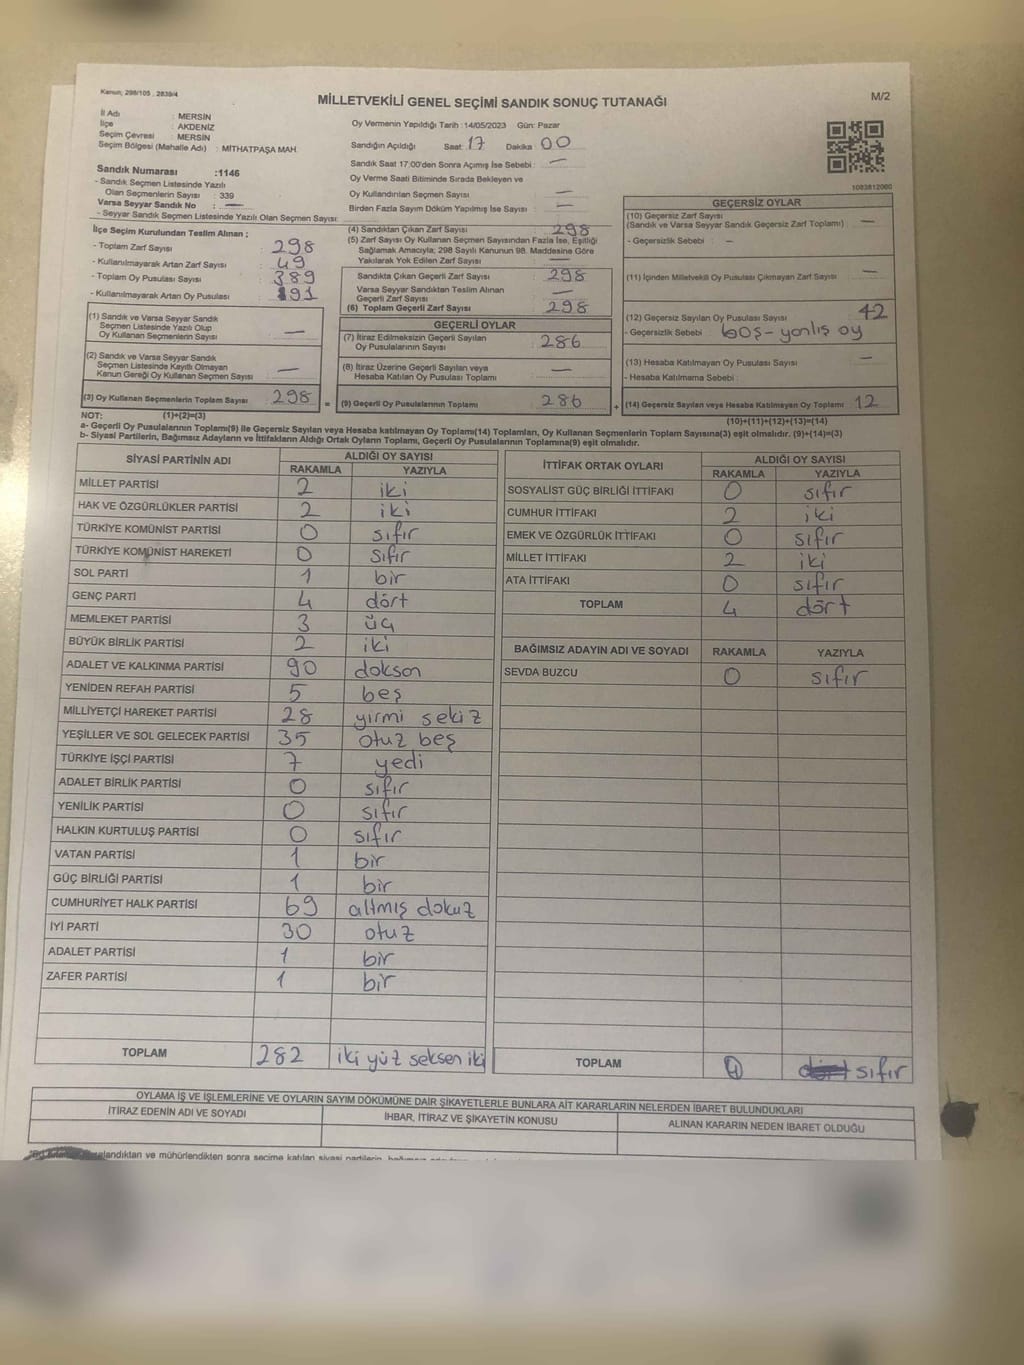 Kanun; 298/105 , 2839/4
MİLLETVEKİLİ GENEL SEÇİMİ SANDIK SONUÇ TUTANAĞI
M/2
İl Adı : MERSİN
İlçe : AKDENİZ
Seçim Çevresi : MERSİN
Seçim Bölgesi (Mahalle Adı) : MİTHATPAŞA MAH.
Sandık Numarası :1146
- Sandık Seçmen Listesinde Yazılı
Olan Seçmenlerin Sayısı : 339
Varsa Seyyar Sandık No : —
- Seyyar Sandık Seçmen Listesinde Yazılı Olan Seçmen Sayısı:
Oy Vermenin Yapıldığı Tarih :14/05/2023 Gün: Pazar
Sandığın Açıldığı Saat: 17 Dakika 00
Sandık Saat 17.00'den Sonra Açımış İse Sebebi : —
Oy Verme Saati Bitiminde Sırada Bekleyen ve
Oy Kullandırılan Seçmen Sayısı —
Birden Fazla Sayım Döküm Yapılmış İse Sayısı : —
1083812060
İlçe Seçim Kurulundan Teslim Alınan ;
- Toplam Zarf Sayısı 298
- Kullanılmayarak Artan Zarf Sayısı : 49
- Toplam Oy Pusulası Sayısı : 389
- Kullanılmayarak Artan Oy Pusulası : 91
(1) Sandık ve Varsa Seyyar Sandık
Seçmen Listesinde Yazılı Olup
Oy Kullanan Seçmenlerin Sayısı —
(2) Sandık ve Varsa Seyyar Sandık
Seçmen Listesinde Kayıtlı Olmayan
Kanun Gereği Oy Kullanan Seçmen Sayısı —
(3) Oy Kullanan Seçmenlerin Toplam Sayısı 298 =
(4) Sandıktan Çıkan Zarf Sayısı 298
(5) Zarf Sayısı Oy Kullanan Seçmen Sayısından Fazla İse, Eşitliği
Sağlamak Amacıyla; 298 Sayılı Kanunun 98. Maddesine Göre
Yakılarak Yok Edilen Zarf Sayısı —
Sandıkta Çıkan Geçerli Zarf Sayısı 298
Varsa Seyyar Sandıktan Teslim Alınan
Geçerli Zarf Sayısı —
(6) Toplam Geçerli Zarf Sayısı 298
GEÇERLİ OYLAR
(7) İtiraz Edilmeksizin Geçerli Sayılan
Oy Pusulalarının Sayısı 286
(8) İtiraz Üzerine Geçerli Sayılan veya
Hesaba Katılan Oy Pusulası Toplamı —
(9) Geçerli Oy Pusulalarının Toplamı 286 +
GEÇERSİZ OYLAR
(10) Geçersiz Zarf Sayısı
(Sandık ve Varsa Seyyar Sandık Geçersiz Zarf Toplamı) —
- Geçersizlik Sebebi : —
(11) İçinden Milletvekili Oy Pusulası Çıkmayan Zarf Sayısı —
(12) Geçersiz Sayılan Oy Pusulası Sayısı 12
- Geçersizlik Sebebi : boş-yanlış oy
(13) Hesaba Katılmayan Oy Pusulası Sayısı —
- Hesaba Katılmama Sebebi :
(14) Geçersiz Sayılan veya Hesaba Katılmayan Oy Toplamı 12
NOT: (1)+(2)=(3) (10)+(11)+(12)+(13)=(14)
a- Geçerli Oy Pusulalarının Toplamı(9) ile Geçersiz Sayılan veya Hesaba Katılmayan Oy Toplamı(14) Toplamları, Oy Kullanan Seçmenlerin Toplam Sayısına(3) eşit olmalıdır. (9)+(14)=(3)
b- Siyasi Partilerin, Bağımsız Adayların ve İttifakların Aldığı Ortak Oyların Toplamı, Geçerli Oy Pusulalarının Toplamına(9) eşit olmalıdır.
SİYASİ PARTİNİN ADI ALDIĞI OY SAYISI
RAKAMLA YAZIYLA
MİLLET PARTİSİ 2 iki
HAK VE ÖZGÜRLÜKLER PARTİSİ 2 iki
TÜRKİYE KOMÜNİST PARTİSİ 0 sıfır
TÜRKİYE KOMÜNİST HAREKETİ 0 sıfır
SOL PARTİ 1 bir
GENÇ PARTİ 4 dört
MEMLEKET PARTİSİ 3 üç
BÜYÜK BİRLİK PARTİSİ 2 iki
ADALET VE KALKINMA PARTİSİ 90 doksan
YENİDEN REFAH PARTİSİ 5 beş
MİLLİYETÇİ HAREKET PARTİSİ 28 yirmi sekiz
YEŞİLLER VE SOL GELECEK PARTİSİ 35 otuz beş
TÜRKİYE İŞÇİ PARTİSİ 7 yedi
ADALET BİRLİK PARTİSİ 0 sıfır
YENİLİK PARTİSİ 0 sıfır
HALKIN KURTULUŞ PARTİSİ 0 sıfır
VATAN PARTİSİ 1 bir
GÜÇ BİRLİĞİ PARTİSİ 1 bir
CUMHURİYET HALK PARTİSİ 69 altmış dokuz
İYİ PARTİ 30 otuz
ADALET PARTİSİ 1 bir
ZAFER PARTİSİ 1 bir
TOPLAM 282 iki yüz seksen iki
İTTİFAK ORTAK OYLARI ALDIĞI OY SAYISI
RAKAMLA YAZIYLA
SOSYALİST GÜÇ BİRLİĞİ İTTİFAKI 0 sıfır
CUMHUR İTTİFAKI 2 iki
EMEK VE ÖZGÜRLÜK İTTİFAKI 0 sıfır
MİLLET İTTİFAKI 2 iki
ATA İTTİFAKI 0 sıfır
TOPLAM 4 dört
BAĞIMSIZ ADAYIN ADI VE SOYADI RAKAMLA YAZIYLA
SEVDA BUZCU 0 sıfır
TOPLAM sıfır
OYLAMA İŞ VE İŞLEMLERİNE VE OYLARIN SAYIM DÖKÜMÜNE DAİR ŞİKAYETLERLE BUNLARA AİT KARARLARIN NELERDEN İBARET BULUNDUKLARI
İTİRAZ EDENİN ADI VE SOYADI İHBAR, İTİRAZ VE ŞİKAYETİN KONUSU ALINAN KARARIN NEDEN İBARET OLDUĞU
mühürlendikten sonra seçime katılan siyasi partilerin,